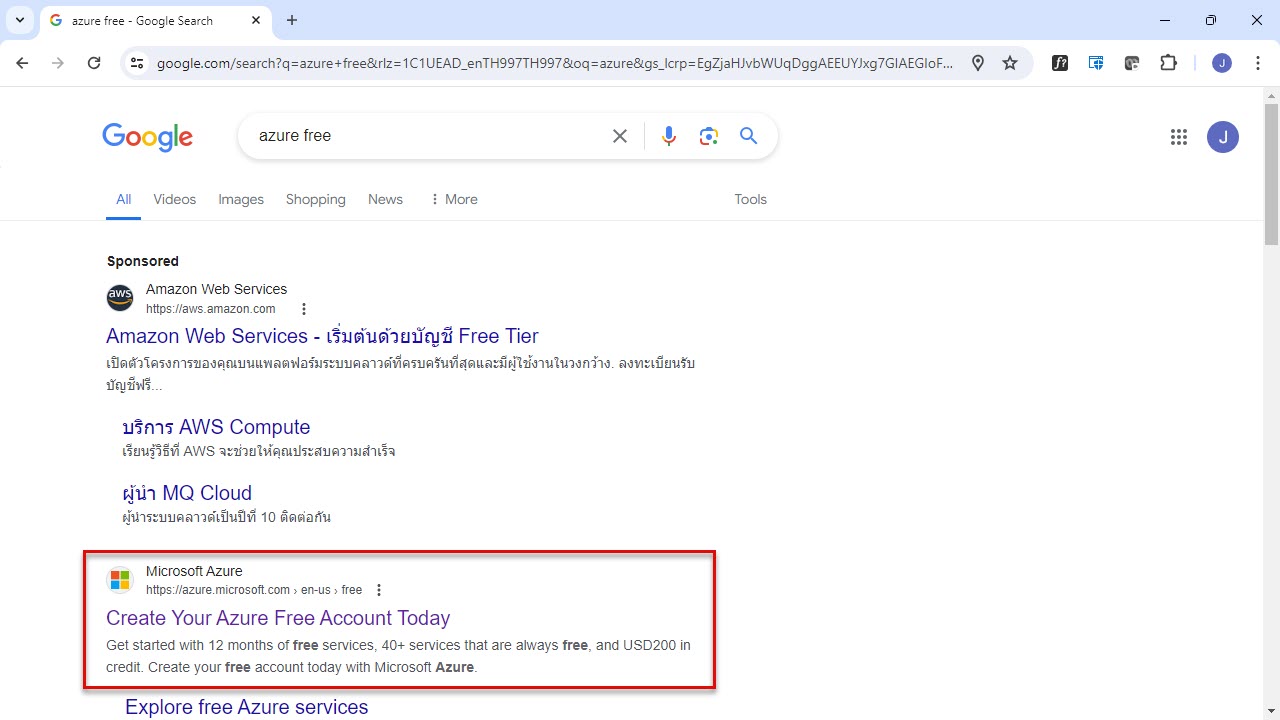 azure free - Google Search
google.com/search?q=azure+free&rlz=1C1UEAD_enTH997TH997&oq=azure&gs_lcrp=EgZjaHJvbWUqDggAEEUYJxg7GIAEGIoF...
J
Google
azure free
J
All Videos Images Shopping News More Tools
Sponsored
aws
Amazon Web Services
https://aws.amazon.com
Amazon Web Services - เริ่มต้นด้วยบัญชี Free Tier
เปิดตัวโครงการของคุณบนแพลตฟอร์มระบบคลาวด์ที่ครบครันที่สุดและมีผู้ใช้งานในวงกว้าง. ลงทะเบียนรับ
บัญชีฟรี...
บริการ AWS Compute
เรียนรู้วิธีที่ AWS จะช่วยให้คุณประสบความสำเร็จ
ผู้นำ MQ Cloud
ผู้นำระบบคลาวด์เป็นปีที่ 10 ติดต่อกัน
Microsoft Azure
https://azure.microsoft.com › en-us › free
Create Your Azure Free Account Today
Get started with 12 months of free services, 40+ services that are always free, and USD200 in
credit. Create your free account today with Microsoft Azure.
Explore free Azure services